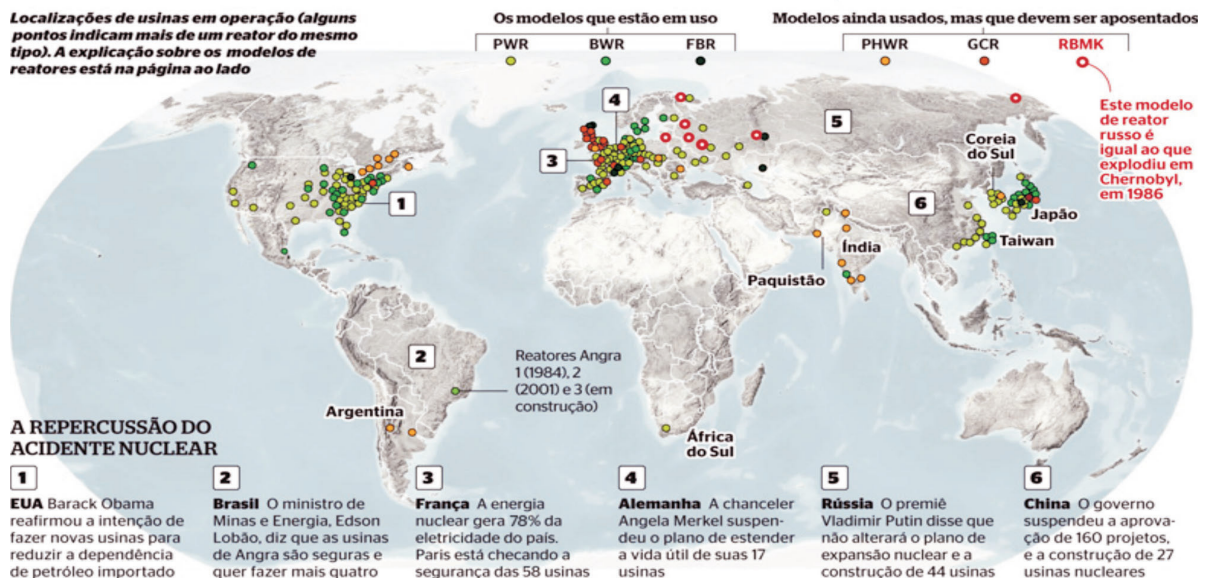 Localizações de usinas em operação (alguns
pontos indicam mais de um reator do mesmo
tipo). A explicação sobre os modelos de
reatores está na página ao lado
Os modelos que estão em uso
PWR BWR FBR
Modelos ainda usados, mas que devem ser aposentados
PHWR GCR RBMK
Este modelo
de reator
russo é
igual ao que
explodiu em
Chernobyl,
em 1986
4
5
3
1
6
Coreia
do Sul
Japão
Taiwan
Índia
Paquistão
2
Reatores Angra
1 (1984), 2
(2001) e 3 (em
construção)
Argentina
África
do Sul
A REPERCUSSÃO DO
ACIDENTE NUCLEAR
1
EUA Barack Obama
reafirmou a intenção de
fazer novas usinas para
reduzir a dependência
de petróleo importado
2
Brasil O ministro de
Minas e Energia, Edson
Lobão, diz que as usinas
de Angra são seguras e
quer fazer mais quatro
3
França A energia
nuclear gera 78% da
eletricidade do país.
Paris está checando a
segurança das 58 usinas
4
Alemanha A chanceler
Angela Merkel suspen-
deu o plano de estender
a vida útil de suas 17
usinas
5
Rússia O premiê
Vladimir Putin disse que
não alterará o plano de
expansão nuclear e a
construção de 44 usinas
6
China O governo
suspendeu a aprova-
ção de 160 projetos,
e a construção de 27
usinas nucleares